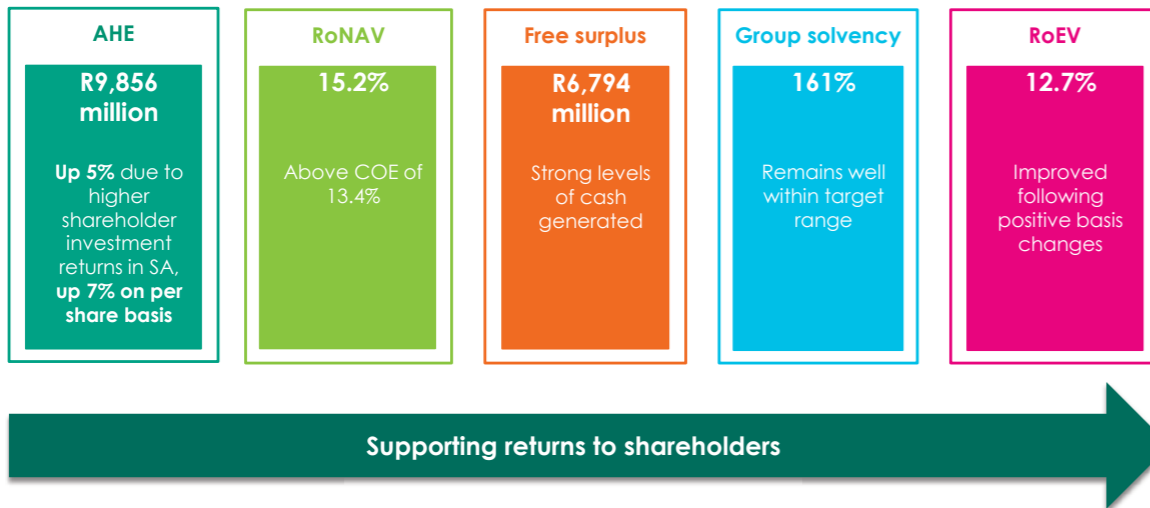 AHE
R9,856
million
Up 5% due to
higher
shareholder
investment
returns in SA,
up 7% on per
share basis
RoNAV
15.2%
Above COE of
13.4%
Free surplus
R6,794
million
Strong levels
of cash
generated
Group solvency
161%
Remains well
within target
range
RoEV
12.7%
Improved
following
positive basis
changes
Supporting returns to shareholders